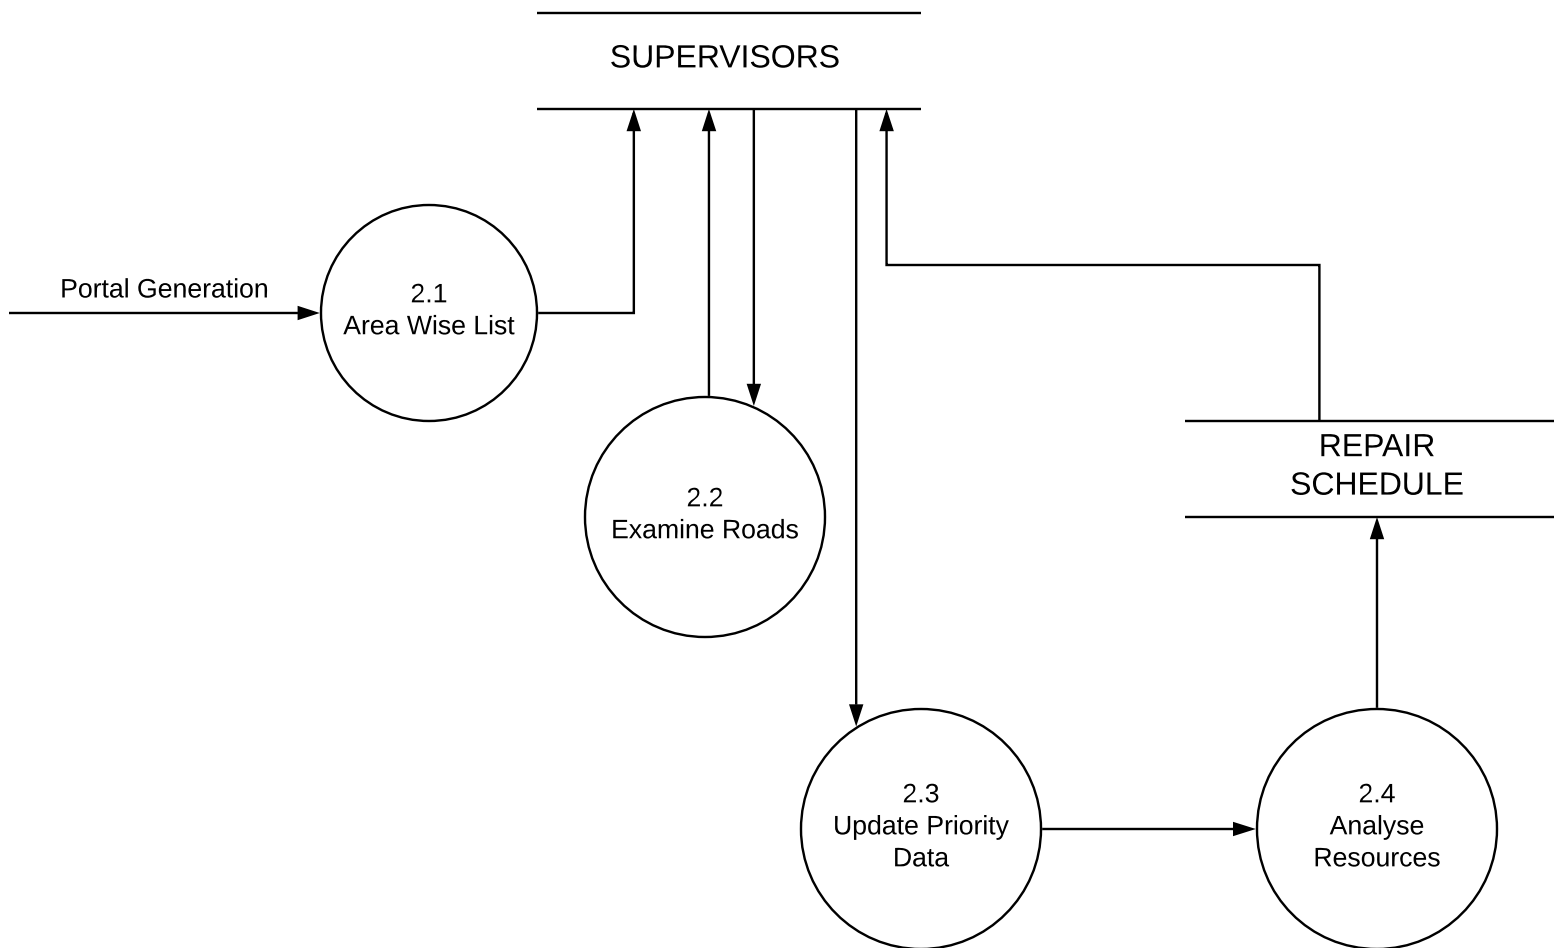 SUPERVISORS
Portal Generation
2.1
Area Wise List
2.2
Examine Roads
REPAIR
SCHEDULE
2.3
Update Priority
Data
2.4
Analyse
Resources